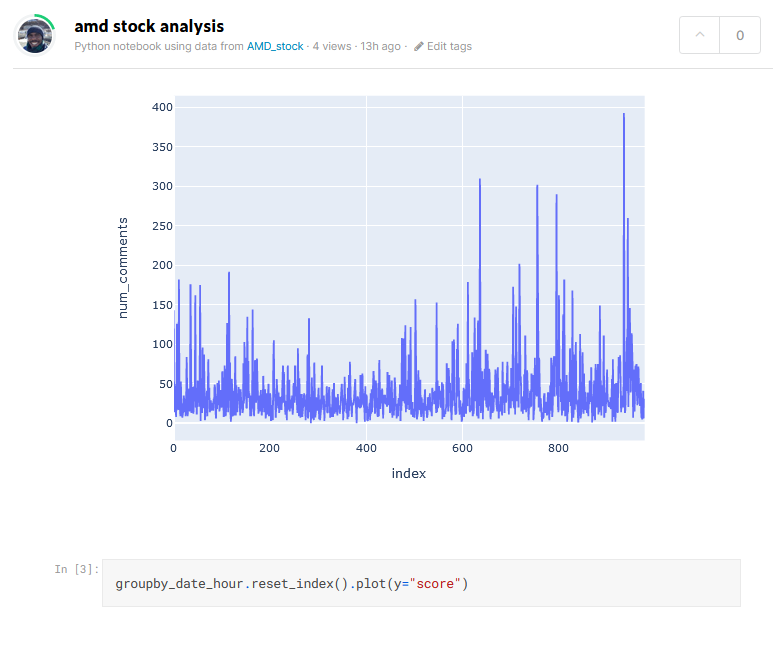 amd stock analysis
Python notebook using data from AMD_stock · 4 views · 13h ago · Edit tags
0
400
350
300
250
200
150
100
50
0
num_comments
0 200 400 600 800
index
In [3]:
groupby_date_hour.reset_index().plot(y="score")